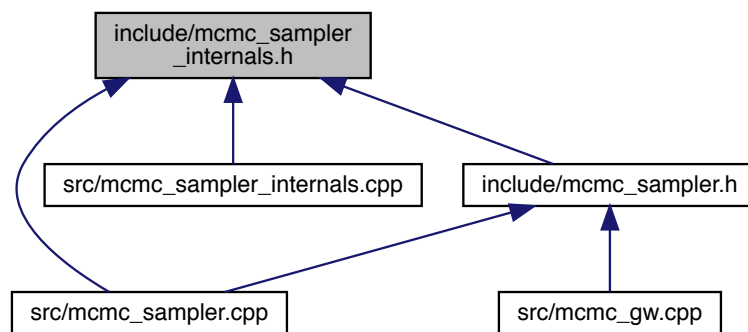 include/mcmc_sampler
_internals.h
src/mcmc_sampler_internals.cpp
include/mcmc_sampler.h
src/mcmc_sampler.cpp
src/mcmc_gw.cpp